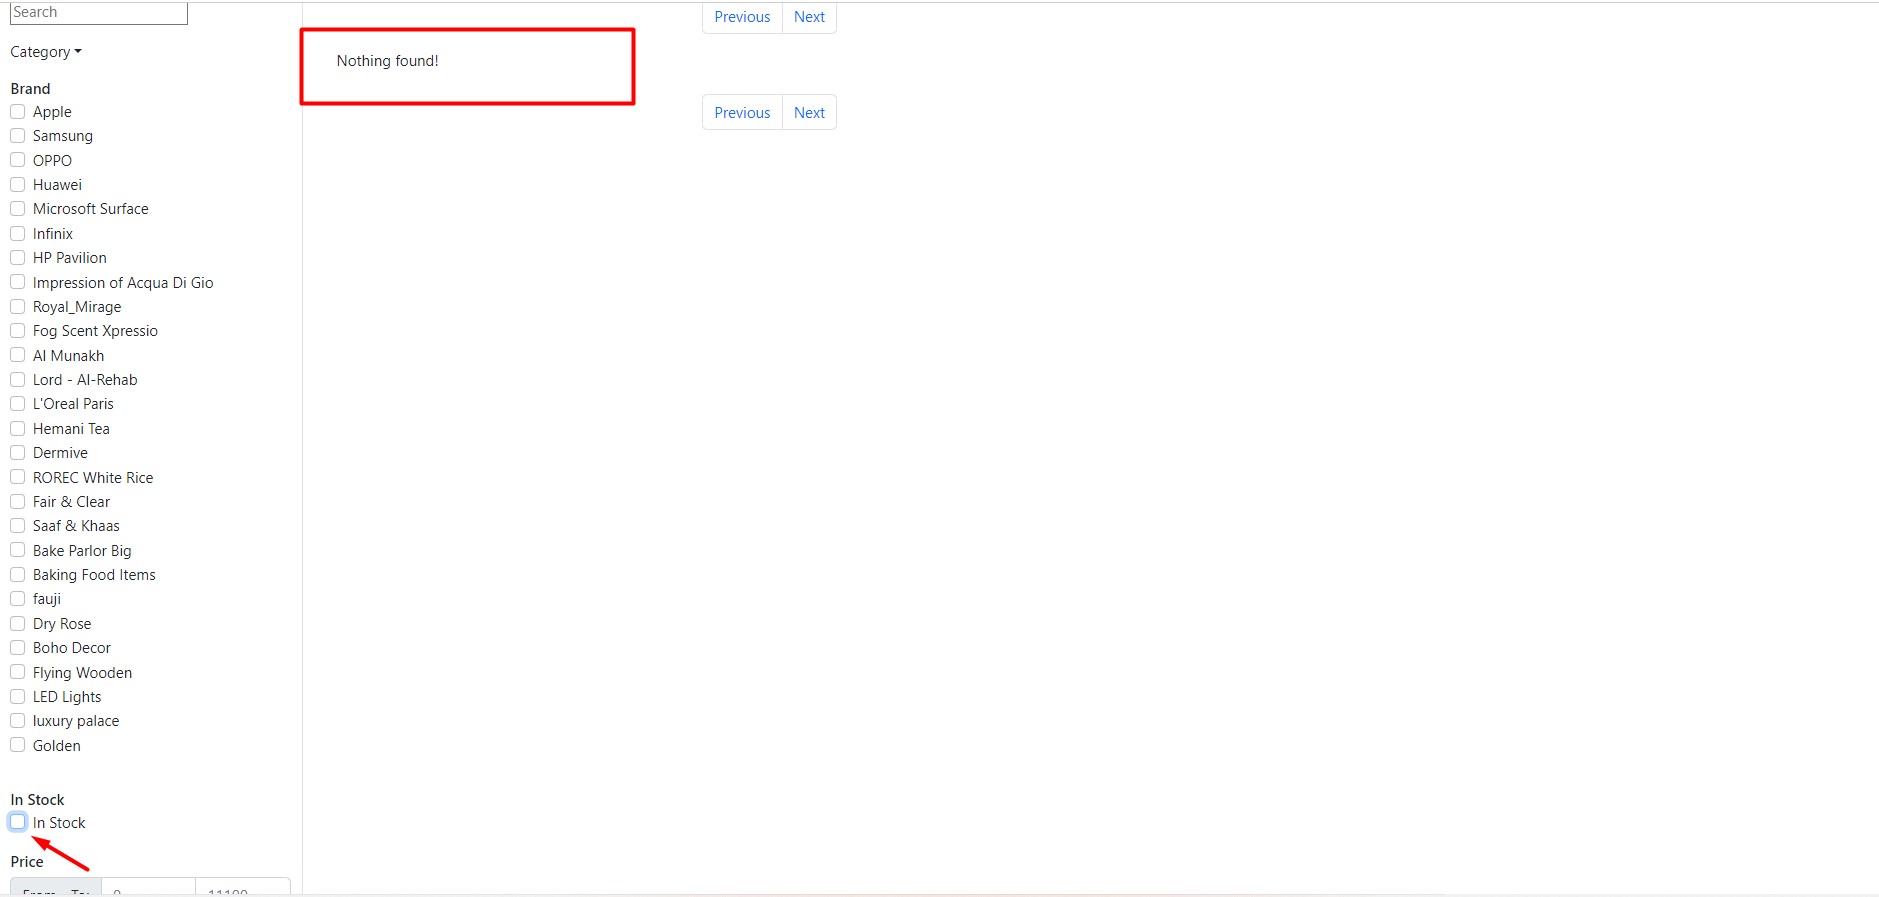 Search
Category
Brand
Apple
Samsung
OPPO
Huawei
Microsoft Surface
Infinix
HP Pavilion
Impression of Acqua Di Gio
Royal_Mirage
Fog Scent Xpressio
Al Munakh
Lord - Al-Rehab
L'Oreal Paris
Hemani Tea
Dermive
ROREC White Rice
Fair & Clear
Saaf & Khaas
Bake Parlor Big
Baking Food Items
fauji
Dry Rose
Boho Decor
Flying Wooden
LED Lights
luxury palace
Golden
In Stock
In Stock
Price
From - To:
Previous Next
Nothing found!
Previous Next